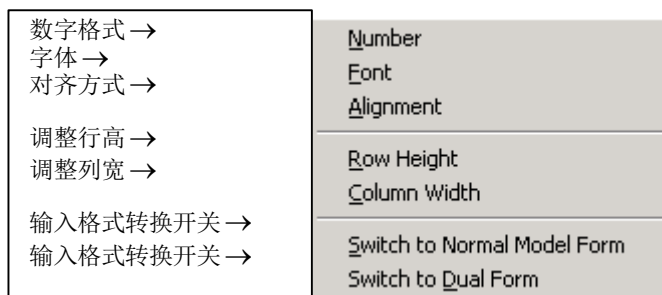 数字格式→
字体→
对齐方式→
调整行高→
调整列宽→
输入格式转换开关→
输入格式转换开关→
Number
Font
Alignment
Row Height
Column Width
Switch to Normal Model Form
Switch to Dual Form